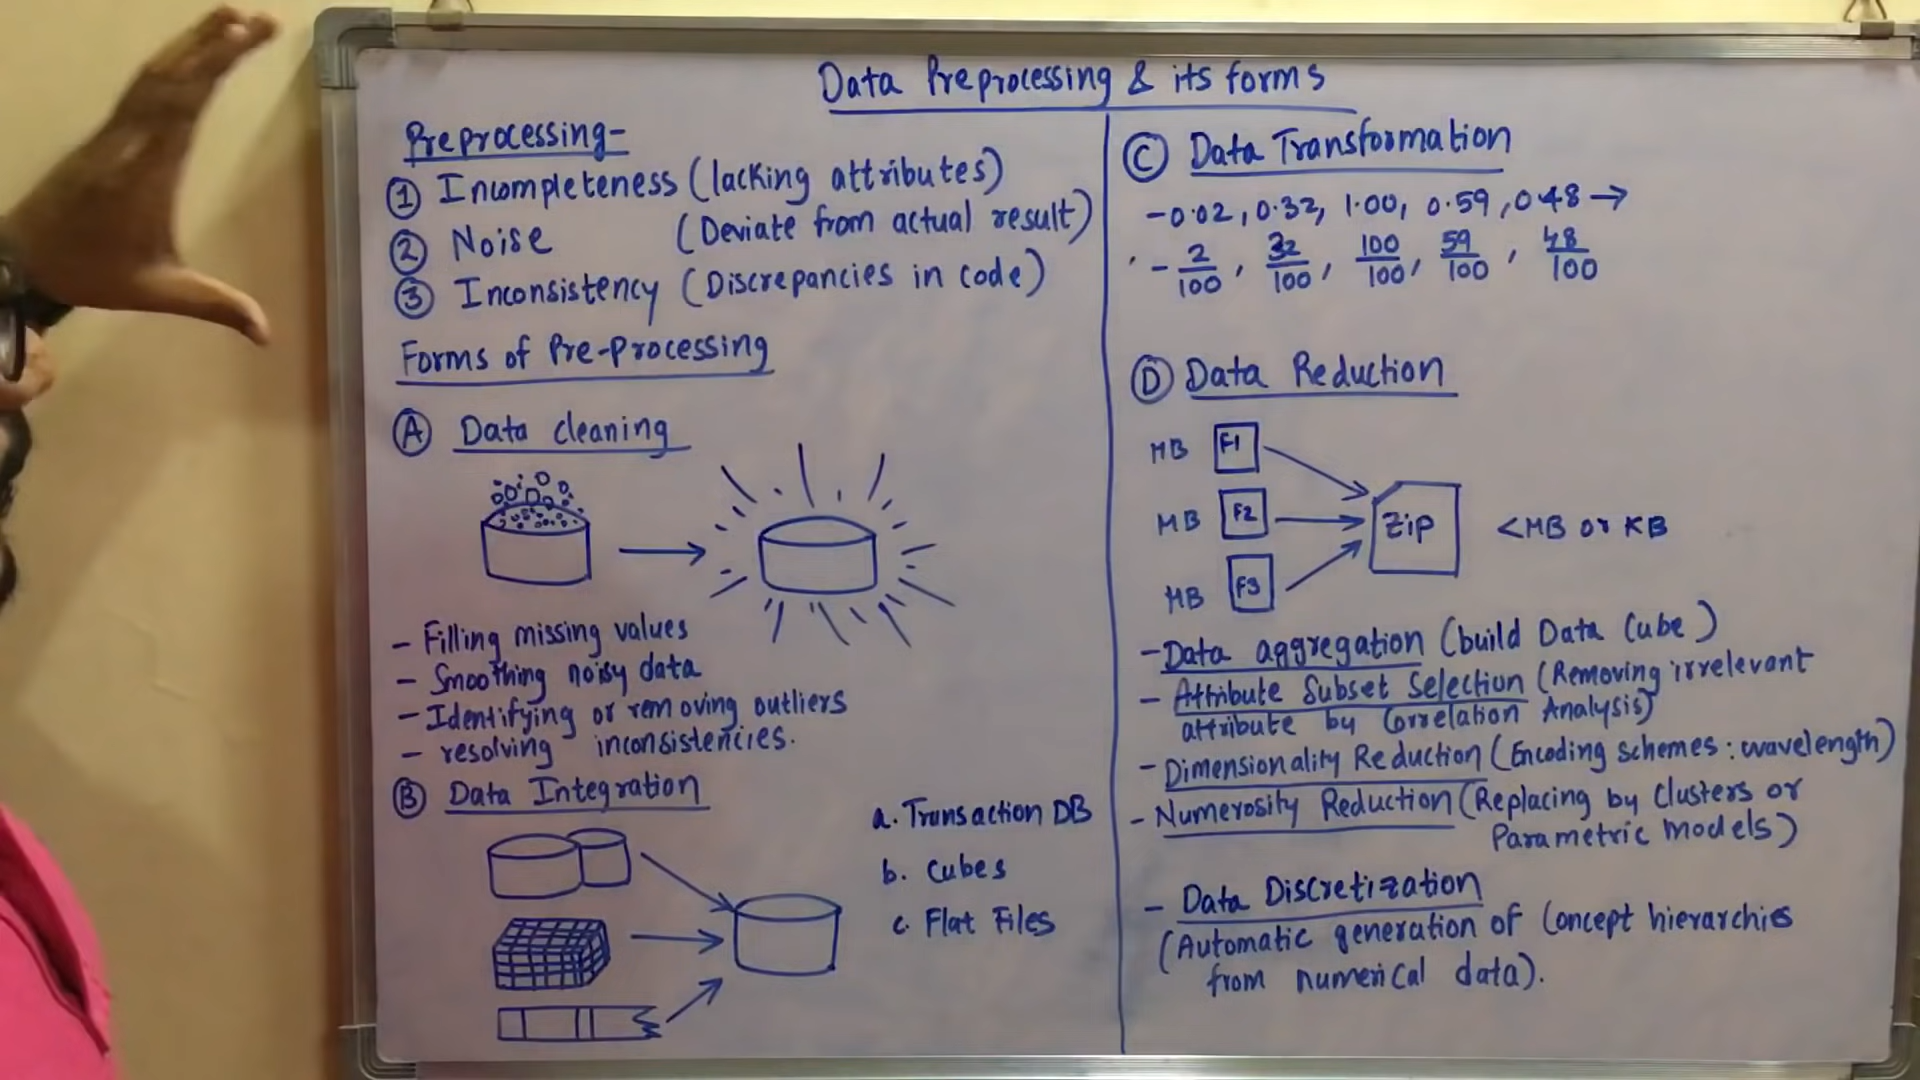 Data Preprocessing & its forms
Preprocessing-
① Incompleteness (lacking attributes)
② Noise (Deviate from actual result)
③ Inconsistency (Discrepancies in code)
Forms of Pre-Processing
Ⓐ Data cleaning
- Filling missing values
- Smoothing noisy data
- Identifying or removing outliers
- resolving inconsistencies.
Ⓑ Data Integration
a. Transaction DB
b. Cubes
c. Flat Files
Ⓒ Data Transformation
-0.02, 0.32, 1.00, 0.59, 0.48 →
-2/100, 32/100, 100/100, 59/100, 48/100
Ⓓ Data Reduction
MB F1
MB F2
MB F3
Zip <MB or KB
- Data aggregation (build Data Cube)
- Attribute Subset Selection (Removing irrelevant
attribute by Correlation Analysis)
- Dimensionality Reduction (Encoding schemes: wavelength)
- Numerosity Reduction (Replacing by Clusters or
Parametric Models)
- Data Discretization
(Automatic generation of Concept hierarchies
from numerical data).